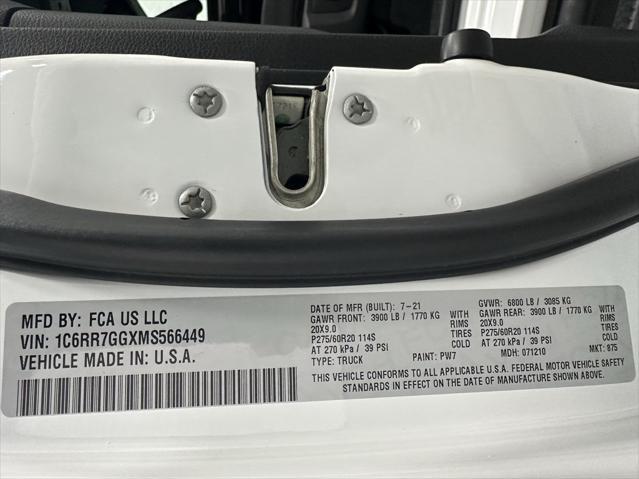 MFD BY: FCA US LLC
VIN: 1C6RR7GGXMS566449
VEHICLE MADE IN: U.S.A.
DATE OF MFR (BUILT): 7-21
GAWR FRONT: 3900 LB / 1770 KG
20X9.0 RIMS
P275/60R20 114S TIRES
AT 270 kPa / 39 PSI COLD
TYPE: TRUCK PAINT: PW7
GVWR: 6800 LB / 3085 KG
GAWR REAR: 3900 LB / 1770 KG
20X9.0 RIMS
P275/60R20 114S TIRES
AT 270 kPa / 39 PSI COLD
MDH: 071210 MKT: 875
THIS VEHICLE CONFORMS TO ALL APPLICABLE U.S.A. FEDERAL MOTOR VEHICLE SAFETY
STANDARDS IN EFFECT ON THE DATE OF MANUFACTURE SHOWN ABOVE.